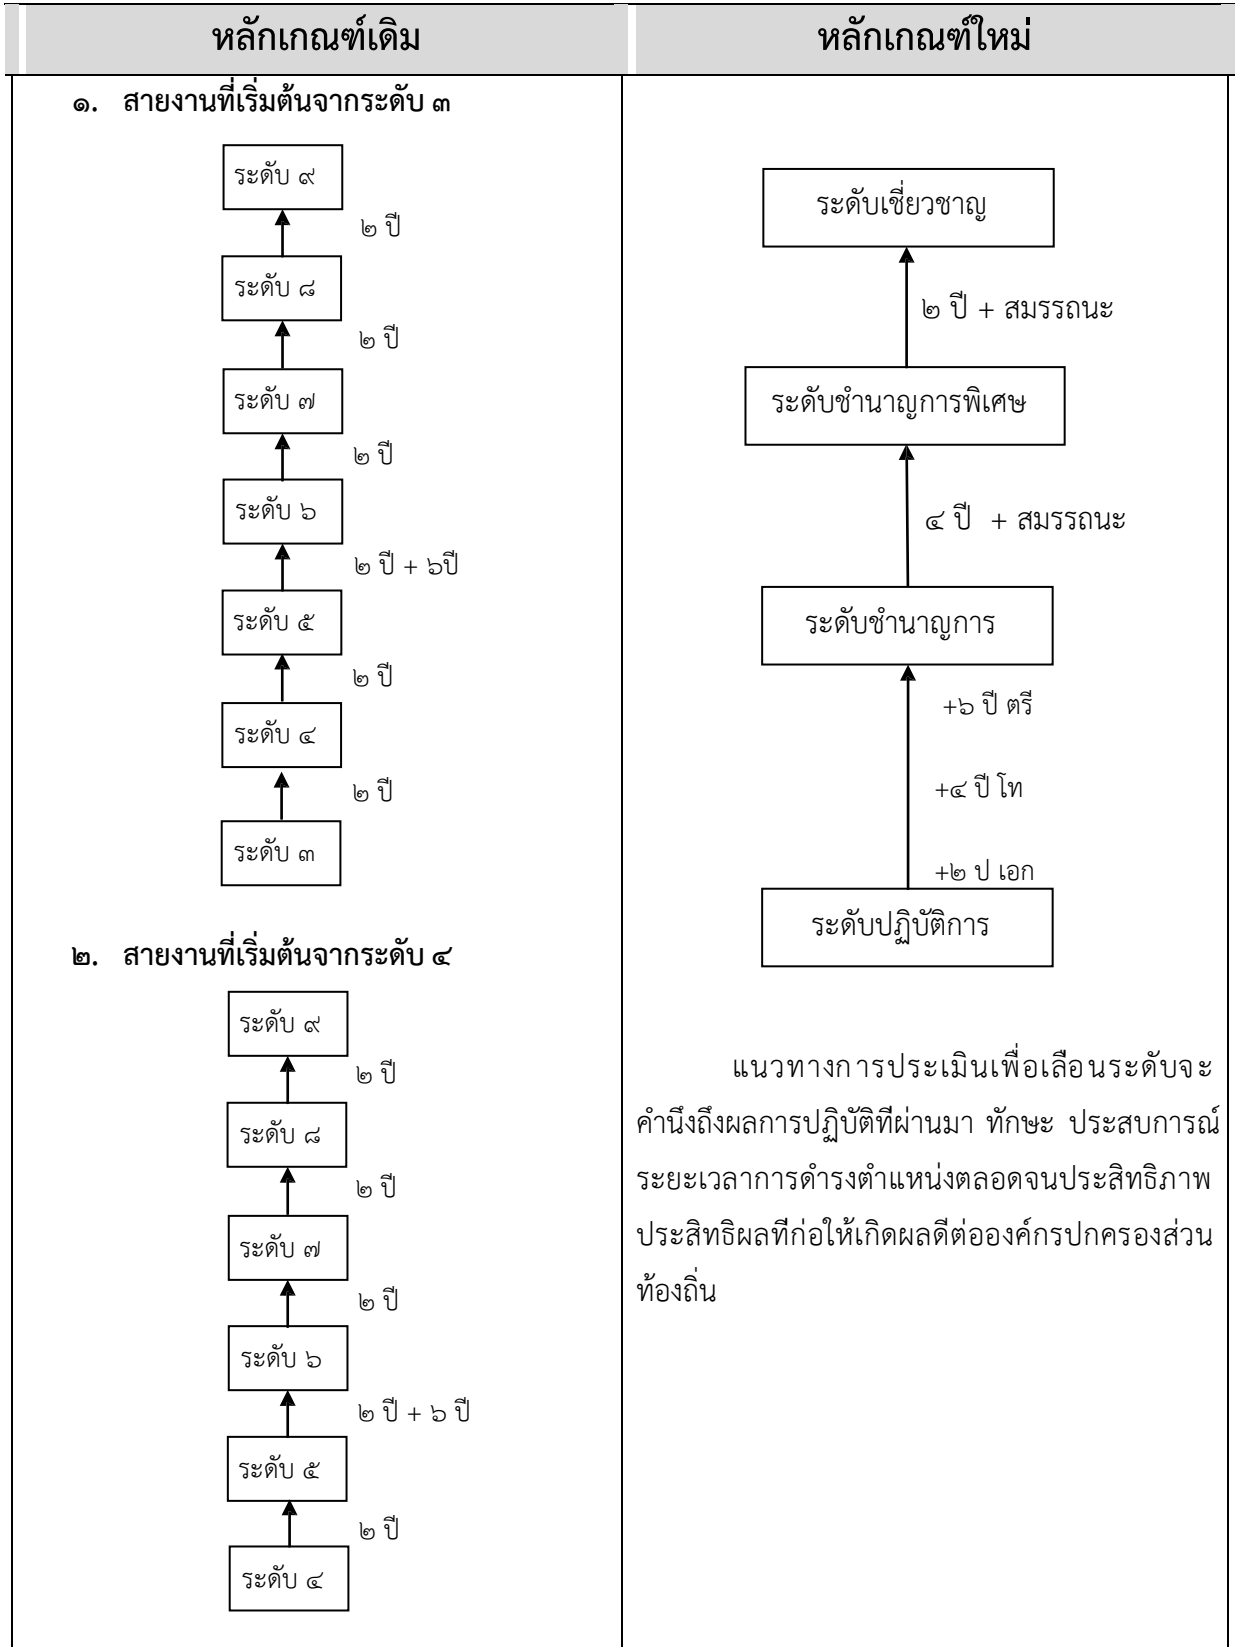 หลักเกณฑ์เดิม
หลักเกณฑ์ใหม่
๑. สายงานที่เริ่มต้นจากระดับ ๓
ระดับ ๙
๒ ปี
ระดับ ๘
๒ ปี
ระดับ ๗
๒ ปี
ระดับ ๖
๒ ปี + ๖ปี
ระดับ ๕
๒ ปี
ระดับ ๔
๒ ปี
ระดับ ๓
๒. สายงานที่เริ่มต้นจากระดับ ๔
ระดับ ๙
๒ ปี
ระดับ ๘
๒ ปี
ระดับ ๗
๒ ปี
ระดับ ๖
๒ ปี + ๖ ปี
ระดับ ๕
๒ ปี
ระดับ ๔
ระดับเชี่ยวชาญ
๒ ปี + สมรรถนะ
ระดับชำนาญการพิเศษ
๔ ปี + สมรรถนะ
ระดับชำนาญการ
+๖ ปี ตรี
+๔ ปี โท
+๒ ป เอก
ระดับปฏิบัติการ
แนวทางการประเมินเพื่อเลือนระดับจะ
คำนึงถึงผลการปฏิบัติทีผ่านมา ทักษะ ประสบการณ์
ระยะเวลาการดำรงตำแหน่งตลอดจนประสิทธิภาพ
ประสิทธิผลทีก่อให้เกิดผลดีต่อองค์กรปกครองส่วน
ท้องถิ่น